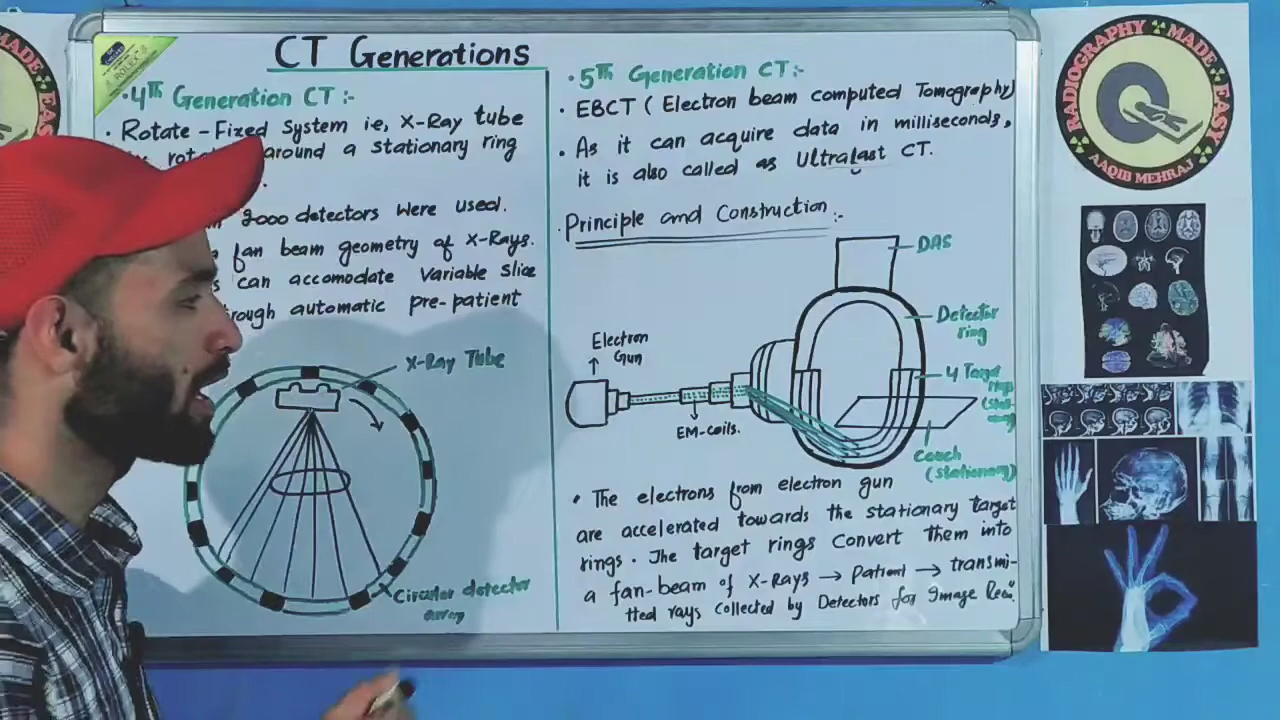 CT Generations
4th Generation CT :-
• Rotate - Fixed System ie, X-Ray tube
around a stationary ring
2000 detectors were used.
fan beam geometry of X-Rays.
can accomodate Variable slice
through automatic pre-patient
X-Ray Tube
Circular detector
array
• 5th Generation CT :-
• EBCT ( Electron beam computed Tomography)
• As it can acquire data in milliseconds,
it is also called as Ultrafast CT.
Principle and Construction :-
DAS
Detector
ring
Electron
Gun
4 Target
rings
EM-coils.
Couch
(stationary)
• The electrons from electron gun
are accelerated towards the stationary target
rings. The target rings Convert Them into
a fan-beam of X-Rays → Patient → transmi-
tted rays collected by Detectors for Image
RADIOGRAPHY MADE EASY
AAQIB MEHRAJ
MADE
EASY